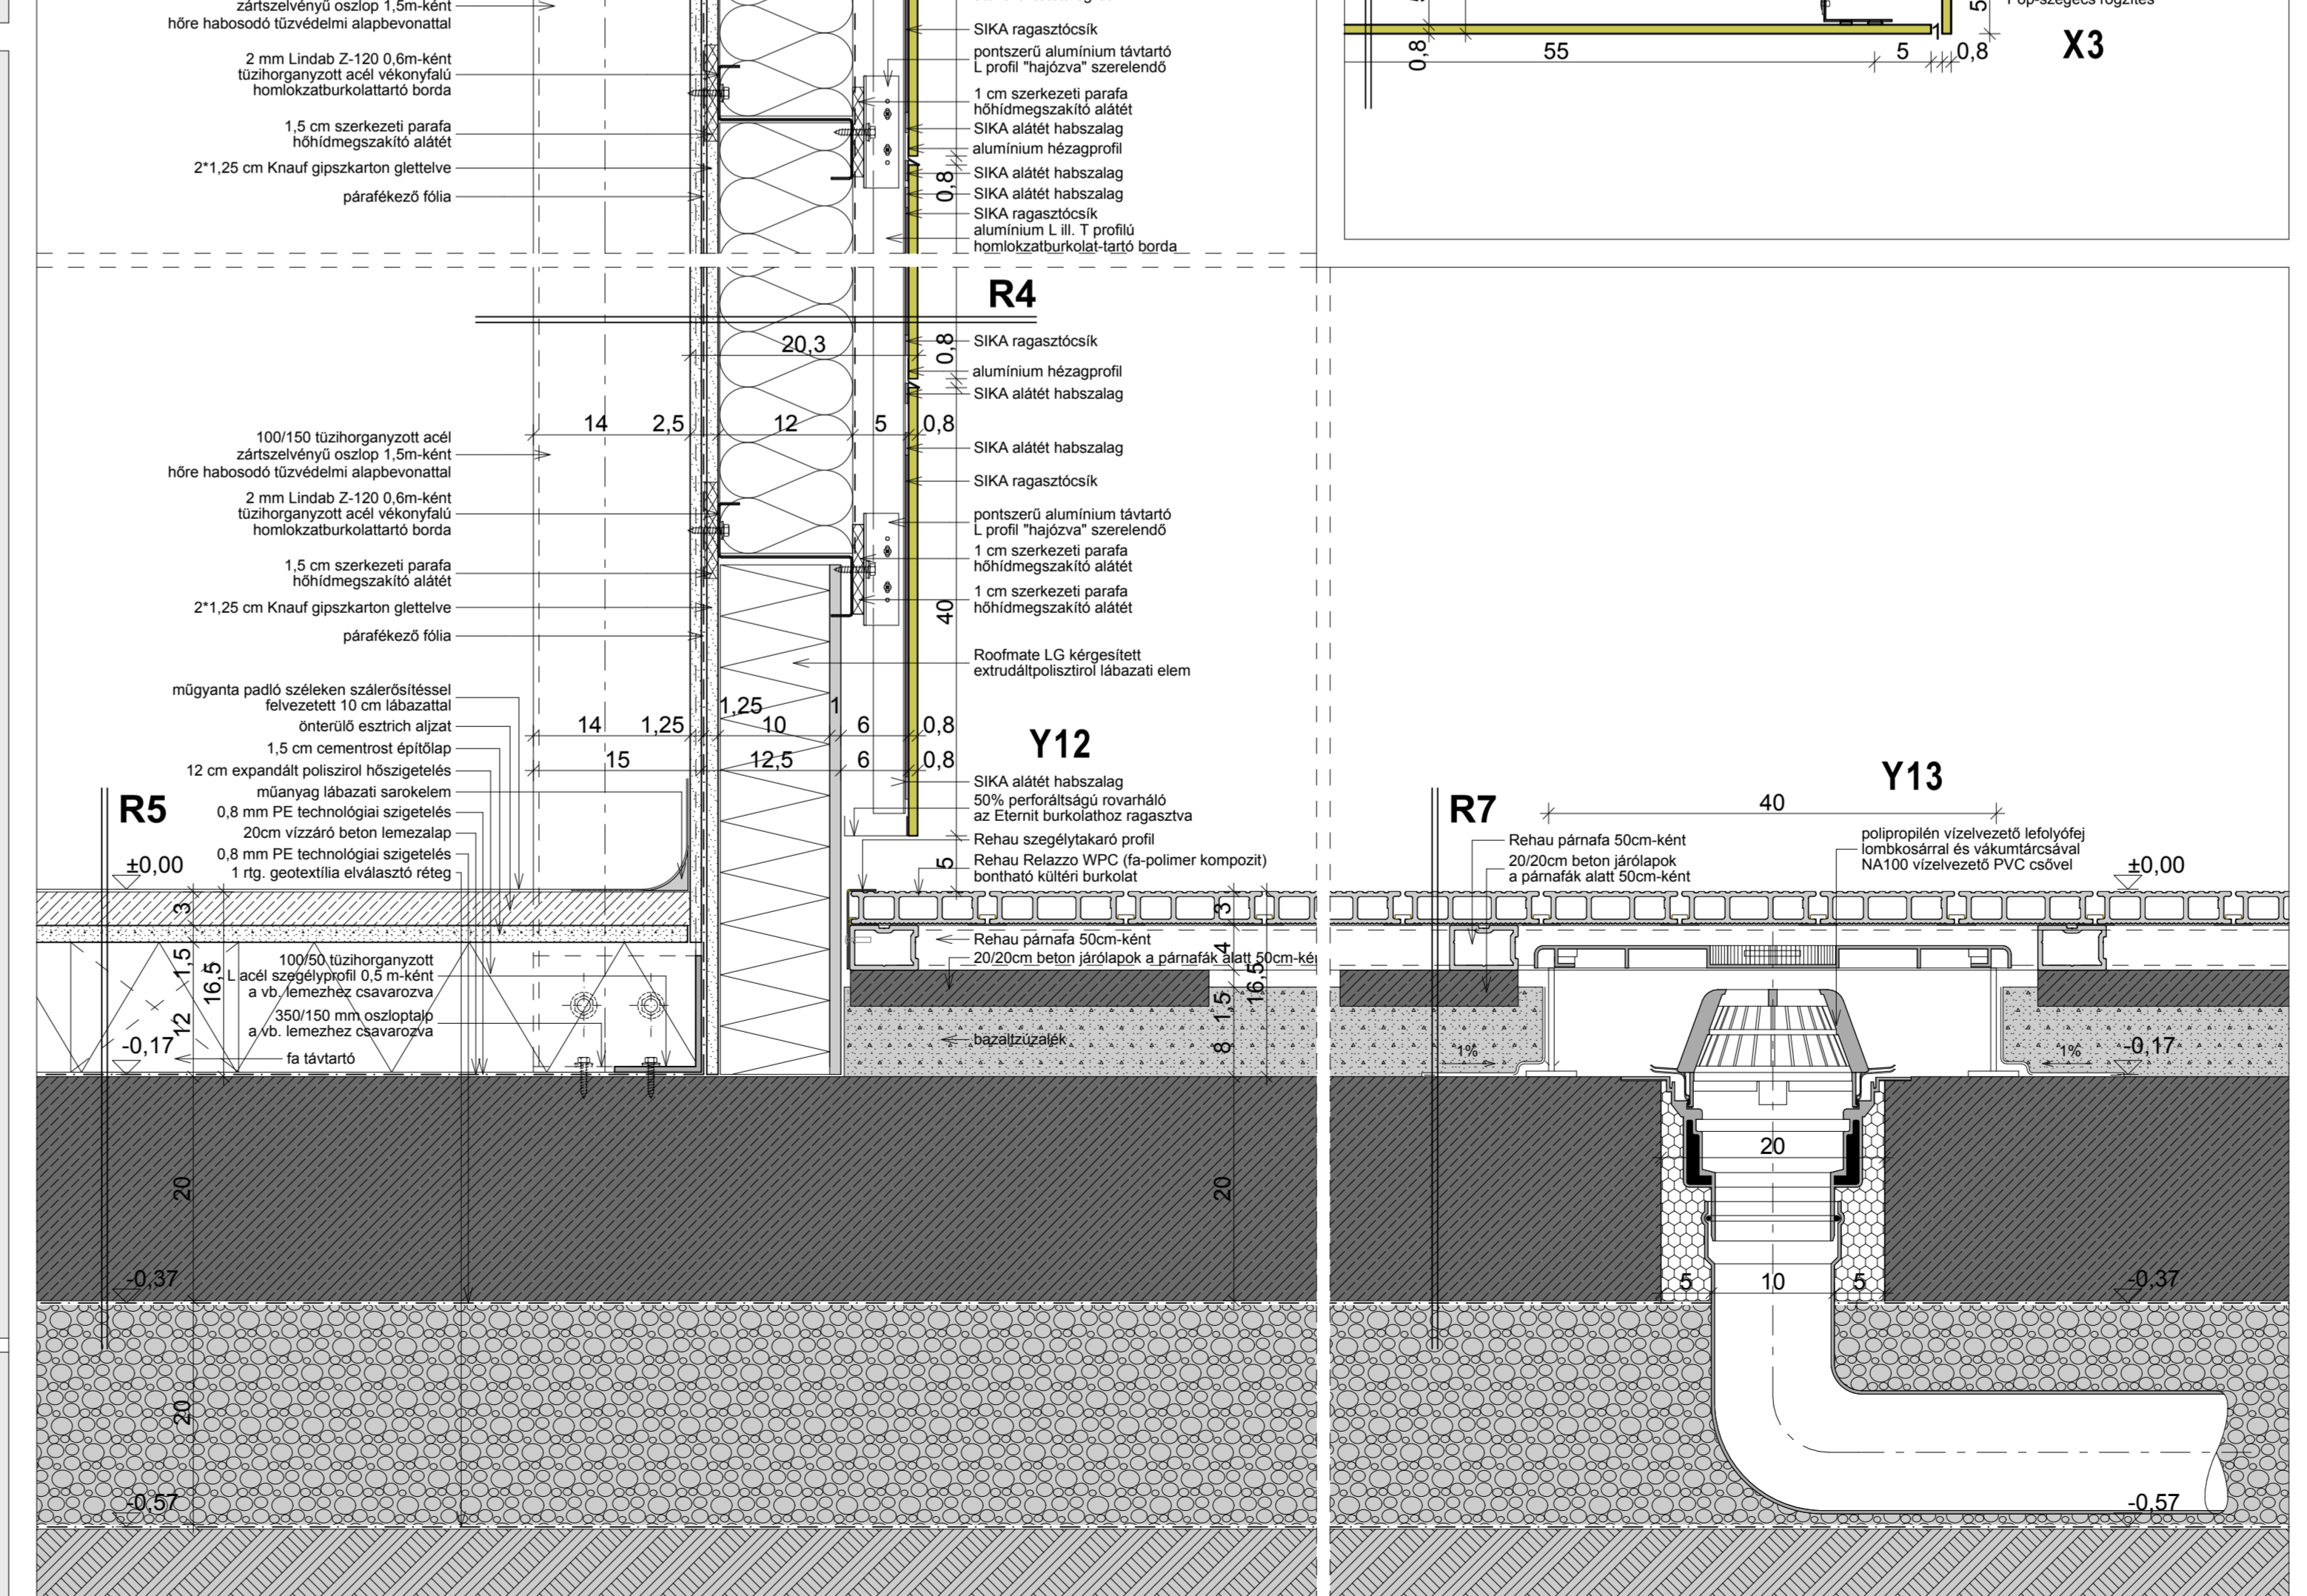 zártszelvényű oszlop 1,5m-ként
hőre habosodó tűzvédelmi alapbevonattal
2 mm Lindab Z-120 0,6m-ként
tüzihorganyzott acél vékonyfalú
homlokzatburkolattartó borda
1,5 cm szerkezeti parafa
hőhídmegszakító alátét
2*1,25 cm Knauf gipszkarton glettelve
párafékező fólia
SIKA ragasztócsík
pontszerű alumínium távtartó
L profil "hajózva" szerelendő
1 cm szerkezeti parafa
hőhídmegszakító alátét
SIKA alátét habszalag
alumínium hézagprofil
SIKA alátét habszalag
SIKA alátét habszalag
SIKA ragasztócsík
alumínium L ill. T profilú
homlokzatburkolat-tartó borda
0,8
0,8
55
5
1
0,8
5
X3
R4
20,3
0,8
SIKA ragasztócsík
alumínium hézagprofil
SIKA alátét habszalag
14
2,5
12
5
0,8
SIKA alátét habszalag
SIKA ragasztócsík
100/150 tüzihorganyzott acél
zártszelvényű oszlop 1,5m-ként
hőre habosodó tűzvédelmi alapbevonattal
2 mm Lindab Z-120 0,6m-ként
tüzihorganyzott acél vékonyfalú
homlokzatburkolattartó borda
1,5 cm szerkezeti parafa
hőhídmegszakító alátét
2*1,25 cm Knauf gipszkarton glettelve
párafékező fólia
pontszerű alumínium távtartó
L profil "hajózva" szerelendő
1 cm szerkezeti parafa
hőhídmegszakító alátét
1 cm szerkezeti parafa
hőhídmegszakító alátét
40
Roofmate LG kérgesített
extrudáltpolisztirol lábazati elem
műgyanta padló széleken szálerősítéssel
felvezetett 10 cm lábazattal
önterülő esztrich aljzat
1,5 cm cementrost építőlap
12 cm expandált poliszirol hőszigetelés
műanyag lábazati sarokelem
0,8 mm PE technológiai szigetelés
20cm vízzáró beton lemezalap
0,8 mm PE technológiai szigetelés
1 rtg. geotextília elválasztó réteg
14
1,25
1,25
10
1
6
0,8
15
12,5
6
0,8
Y12
SIKA alátét habszalag
50% perforáltságú rovarháló
az Eternit burkolathoz ragasztva
Rehau szegélytakaró profil
Rehau Relazzo WPC (fa-polimer kompozit)
bontható kültéri burkolat
5
R5
±0,00
3
1,5
16,5
12
-0,17
100/50 tüzihorganyzott
L acél szegélyprofil 0,5 m-ként
a vb. lemezhez csavarozva
350/150 mm oszloptalp
a vb. lemezhez csavarozva
fa távtartó
Rehau párnafa 50cm-ként
20/20cm beton járólapok a párnafák alatt 50cm-ké
bazaltzúzalék
3
4
16,5
1,5
8
20
20
-0,37
20
-0,57
R7
Y13
40
Rehau párnafa 50cm-ként
20/20cm beton járólapok
a párnafák alatt 50cm-ként
polipropilén vízelvezető lefolyófej
lombkosárral és vákumtárcsával
NA100 vízelvezető PVC csővel
±0,00
1%
1%
-0,17
20
5
10
5
-0,37
-0,57